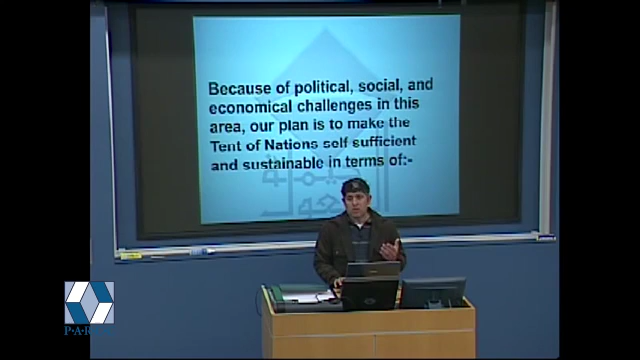 Because of political, social, and
economical challenges in this
area, our plan is to make the
Tent of Nations self sufficient
and sustainable in terms of:-
P·A·R